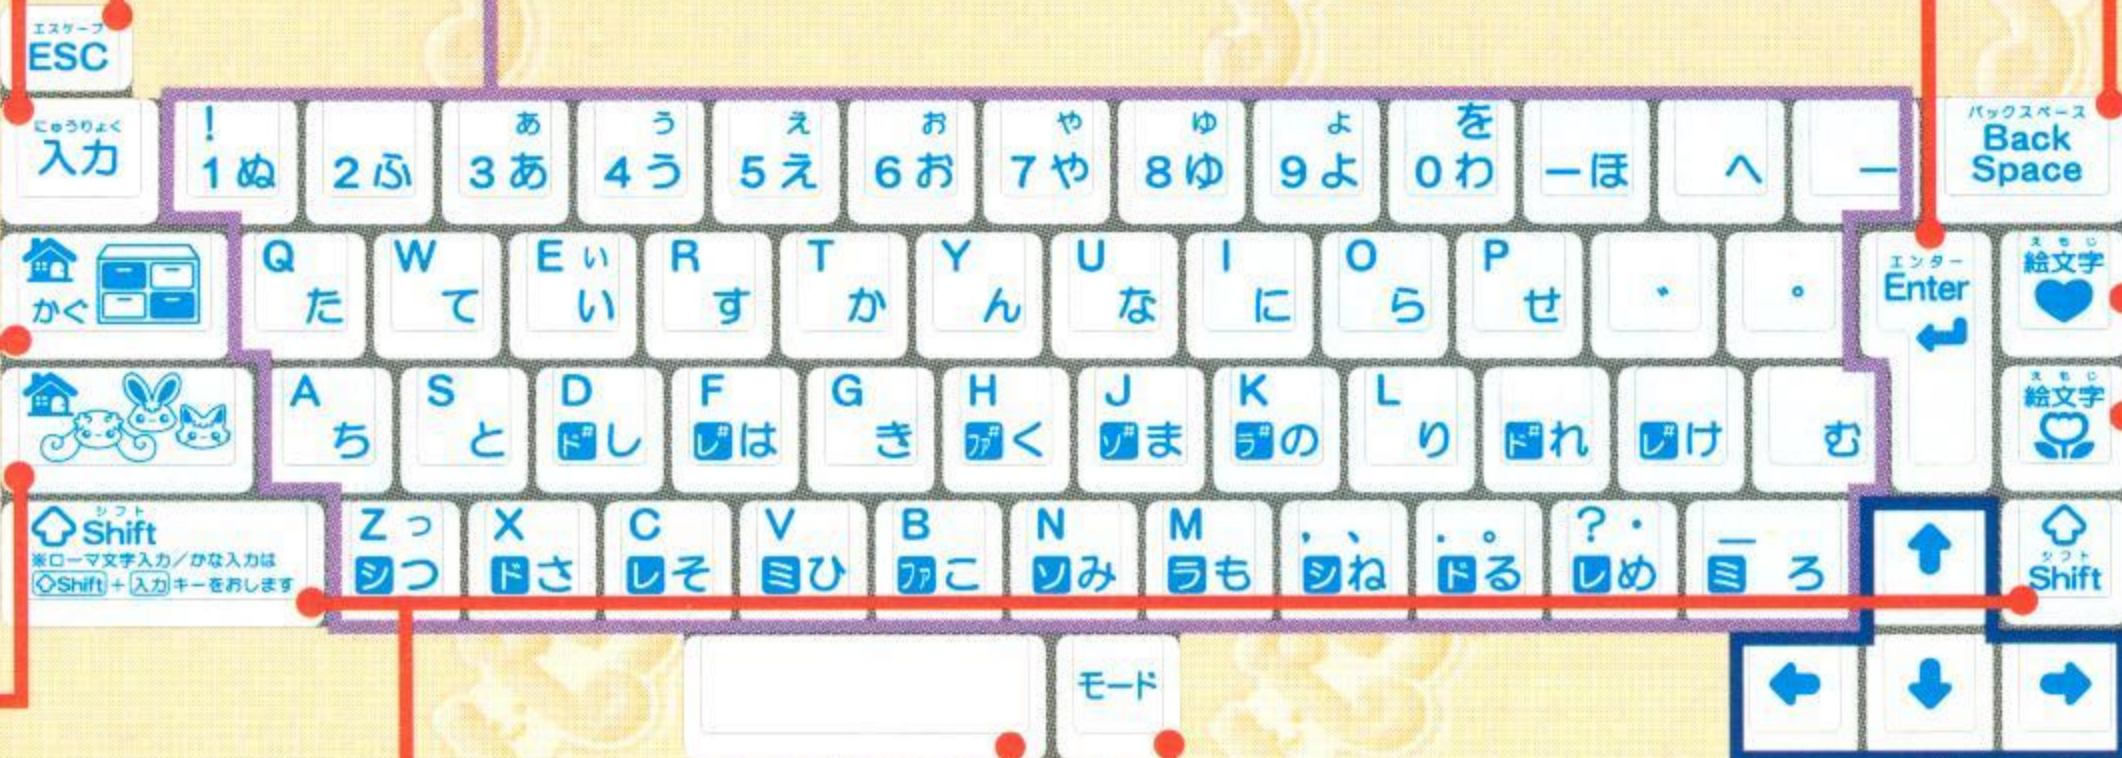 エスケープ
ESC
にゅうりょく
入力
!
1ぬ
2ふ
あ
3あ
う
4う
え
5え
お
6お
や
7や
ゆ
8ゆ
よ
9よ
を
0わ
ーほ
へ
ー
バックスペース
Back
Space
かぐ
Q
た
W
て
E ぃ
い
R
す
T
か
Y
ん
U
な
I
に
O
ら
P
せ
゛
゜
エンター
Enter
えもじ
絵文字
A
ち
S
と
D
ド#し
F
レ#は
G
き
H
ファ#く
J
ソ#ま
K
ラ#の
L
り
ド#れ
レ#け
む
えもじ
絵文字
シフト
Shift
※ローマ文字入力/かな入力は
Shift+入力キーをおします
Z っ
シつ
X
ドさ
C
レそ
V
ミひ
B
ファこ
N
ソみ
M
ラも
, 、
シね
. 。
ドる
? ・
レめ
_
ミ ろ
↑
シフト
Shift
モード
← ↓ →